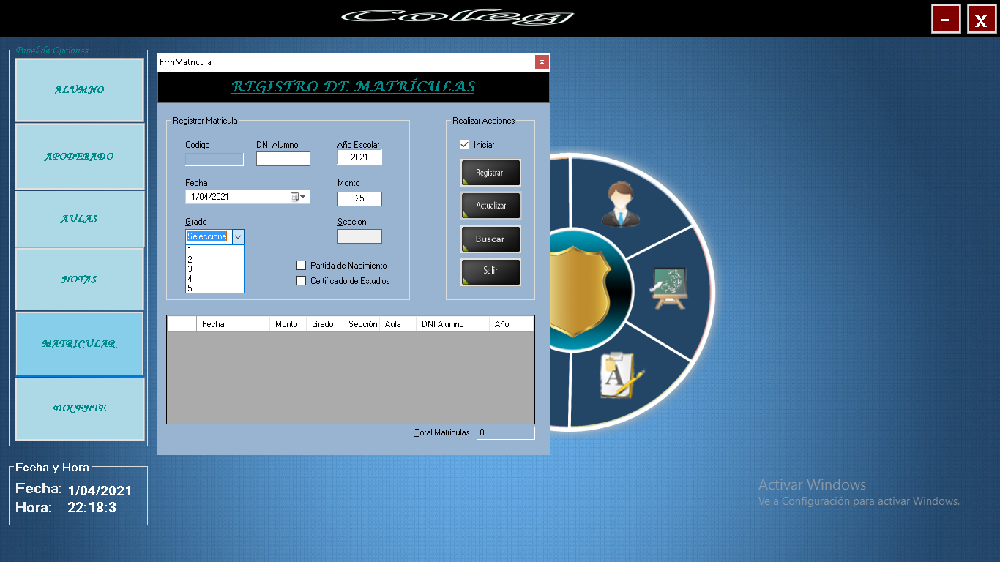 Coleg
- x
Panel de Opciones
ALUMNO
APODERADO
AULAS
NOTAS
MATRICULAR
DOCENTE
Fecha y Hora
Fecha: 1/04/2021
Hora: 22:18:3
FrmMatricula x
REGISTRO DE MATRÍCULAS
Registrar Matricula
Codigo DNI Alumno Año Escolar
2021
Fecha Monto
1/04/2021 25
Grado Seccion
Seleccione
1
2
3
4
5
Partida de Nacimiento
Certificado de Estudios
Realizar Acciones
Iniciar
Registrar
Actualizar
Buscar
Salir
Fecha Monto Grado Sección Aula DNI Alumno Año
Total Matriculas 0
A
Activar Windows
Ve a Configuración para activar Windows.